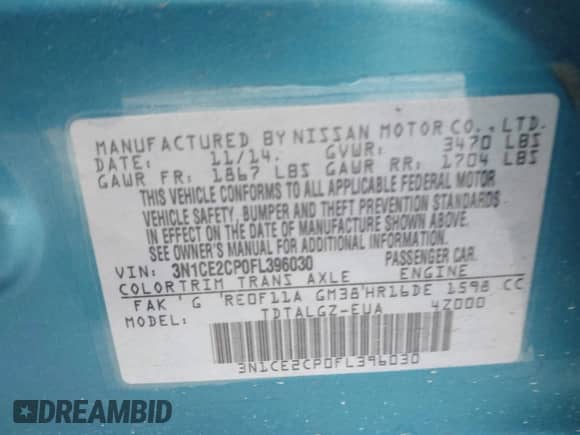 MANUFACTURED BY NISSAN MOTOR CO., LTD.
DATE: 11/14. GVWR: 3470 LBS
GAWR FR: 1867 LBS GAWR RR: 1704 LBS
THIS VEHICLE CONFORMS TO ALL APPLICABLE FEDERAL MOTOR
VEHICLE SAFETY, BUMPER AND THEFT PREVENTION STANDARDS
IN EFFECT ON THE DATE OF MANUFACTURE SHOWN ABOVE.
SEE OWNER'S MANUAL FOR ADDITIONAL INFORMATION.
VIN: 3N1CE2CP0FL396030 PASSENGER CAR.
COLOR TRIM TRANS AXLE ENGINE
FAK 'G 'RE0F11A GM38'HR16DE 1598 CC
MODEL: TDTALGZ-EUA 4Z000
3N1CE2CP0FL396030
DREAMBID